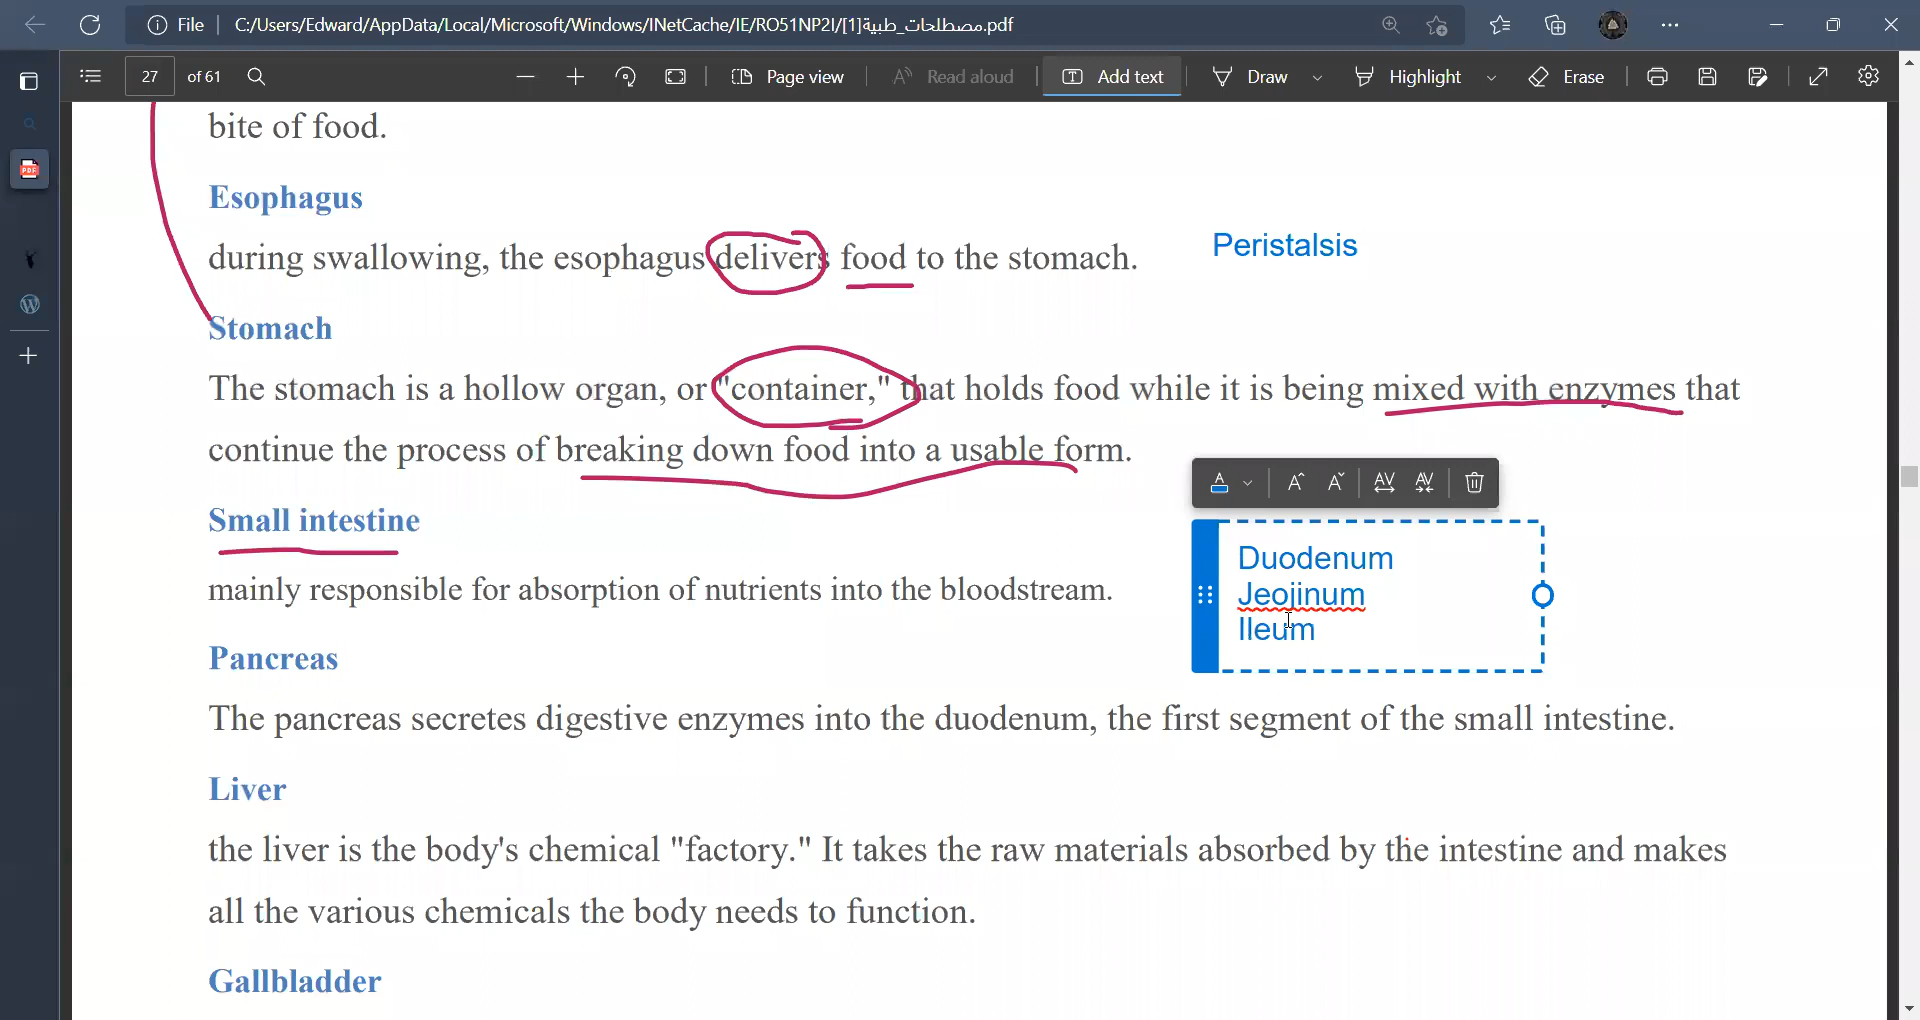 File
C:/Users/Edward/AppData/Local/Microsoft/Windows/INetCache/IE/RO51NP2I/[1]مصطلحات_طبية.pdf
27 of 61
Page view
Read aloud
Add text
Draw
Highlight
Erase
bite of food.
Esophagus
during swallowing, the esophagus delivers food to the stomach.
Peristalsis
Stomach
The stomach is a hollow organ, or "container," that holds food while it is being mixed with enzymes that
continue the process of breaking down food into a usable form.
Small intestine
Duodenum
Jeojinum
Ileum
mainly responsible for absorption of nutrients into the bloodstream.
Pancreas
The pancreas secretes digestive enzymes into the duodenum, the first segment of the small intestine.
Liver
the liver is the body's chemical "factory." It takes the raw materials absorbed by the intestine and makes
all the various chemicals the body needs to function.
Gallbladder